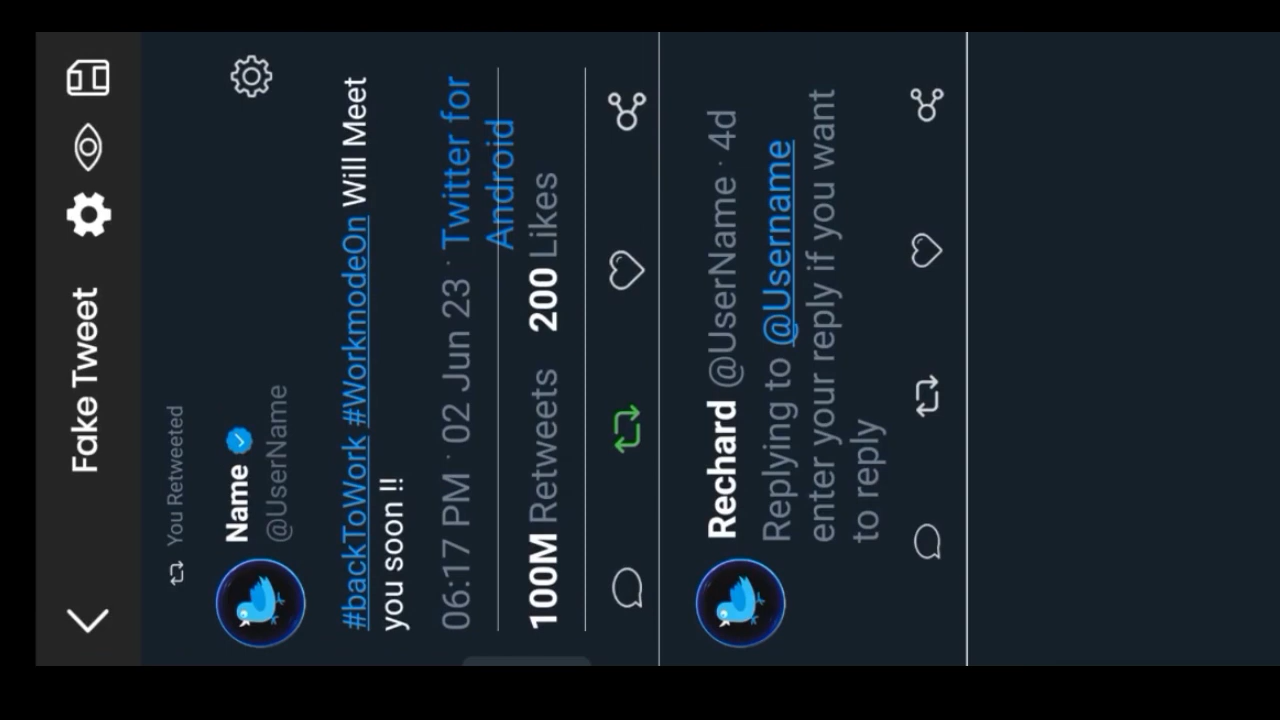 Fake Tweet
You Retweeted
Name
@UserName
#backToWork #WorkmodeOn Will Meet
you soon !!
06:17 PM · 02 Jun 23 · Twitter for
Android
100M Retweets 200 Likes
Rechard @UserName · 4d
Replying to @Username
enter your reply if you want
to reply